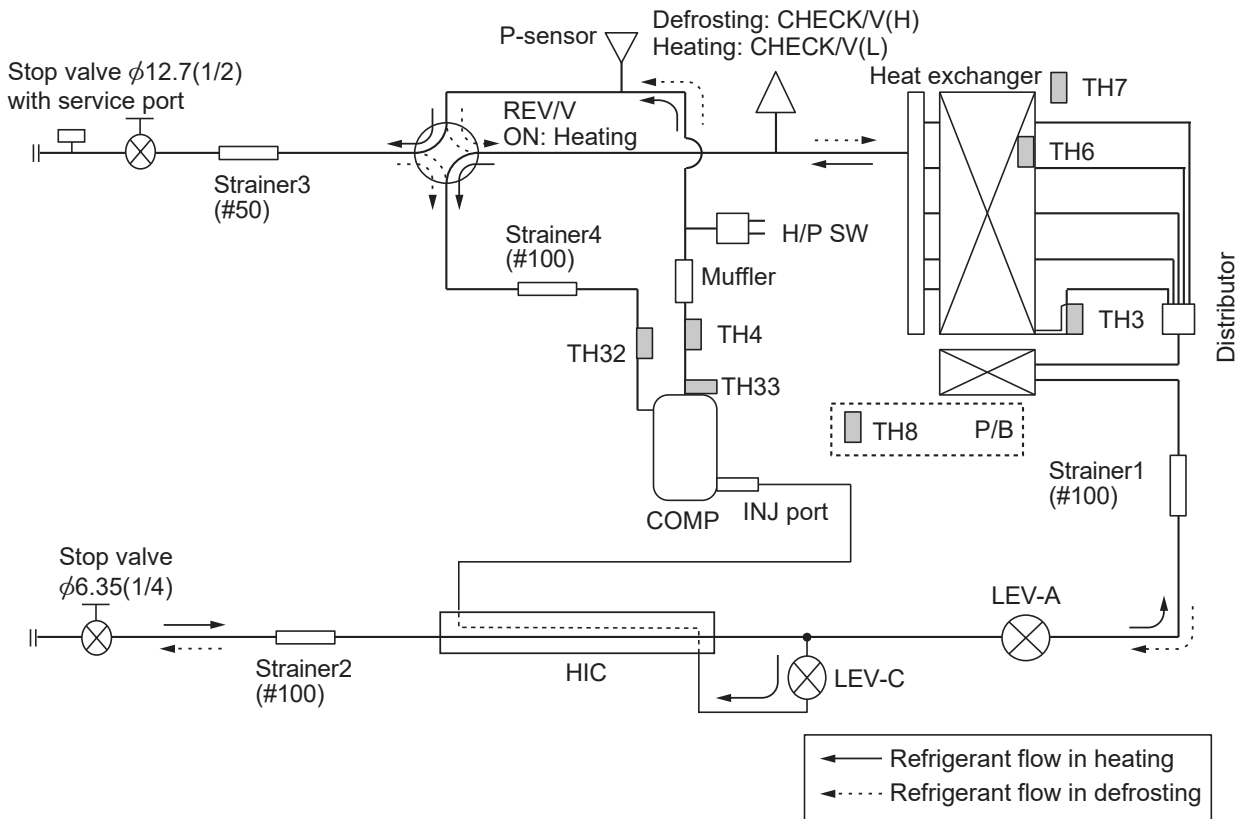 Defrosting: CHECK/V(H)
Heating: CHECK/V(L)
P-sensor
Stop valve ϕ12.7(1/2)
with service port
Heat exchanger
TH7
REV/V
ON: Heating
TH6
Strainer3
(#50)
Strainer4
(#100)
H/P SW
Muffler
TH32
TH4
TH3
Distributor
TH33
TH8
P/B
Strainer1
(#100)
COMP
INJ port
Stop valve
ϕ6.35(1/4)
LEV-A
Strainer2
(#100)
HIC
LEV-C
Refrigerant flow in heating
Refrigerant flow in defrosting